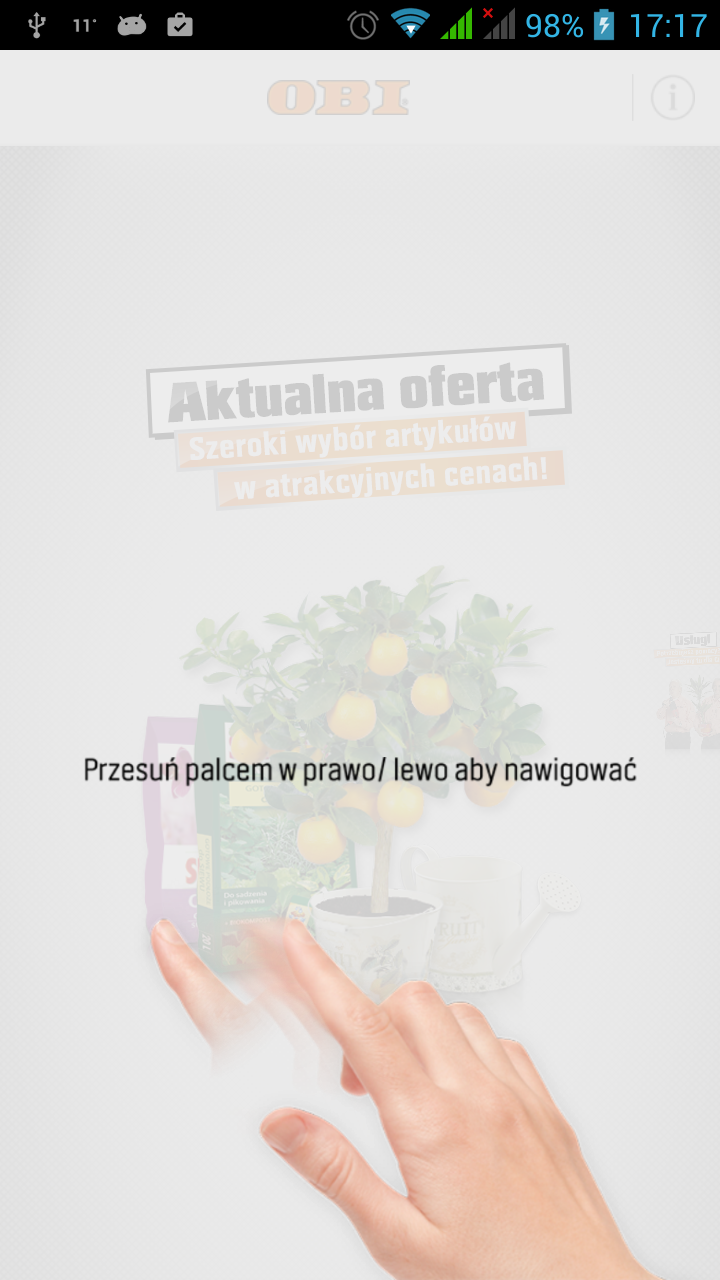 11°
98%
17:17
OBI
i
Aktualna oferta
Szeroki wybór artykułów
w atrakcyjnych cenach!
Usługi
Przesuń palcem w prawo/ lewo aby nawigować